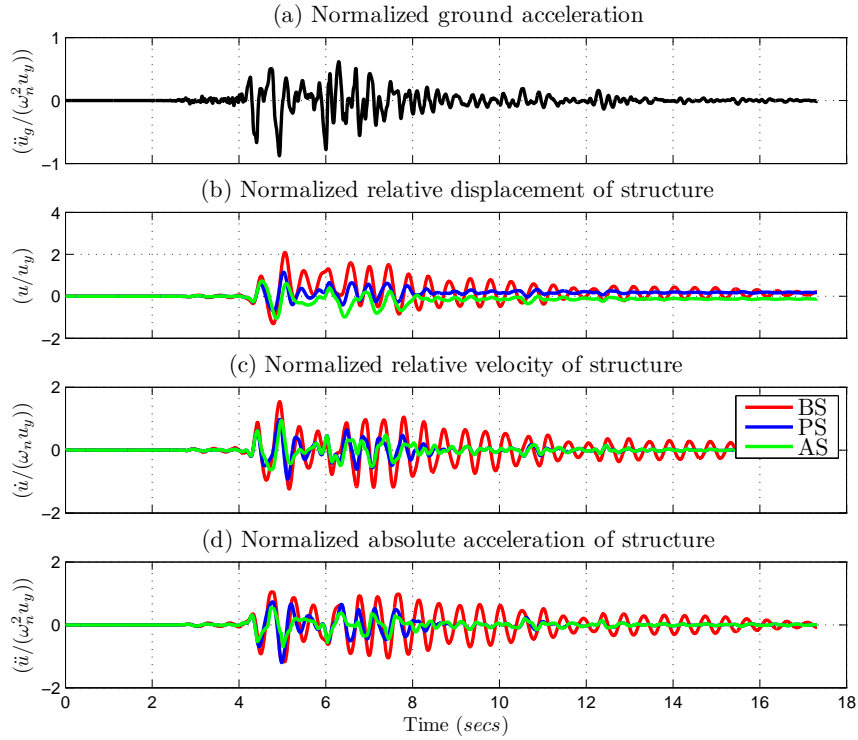 (a) Normalized ground acceleration
1
0
−1
(ü_g/(ω_n^2 u_y))
(b) Normalized relative displacement of structure
4
2
0
−2
(u/u_y)
(c) Normalized relative velocity of structure
2
0
−2
(u̇/(ω_n u_y))
BS
PS
AS
(d) Normalized absolute acceleration of structure
2
0
−2
(ü/(ω_n^2 u_y))
0 2 4 6 8 10 12 14 16 18
Time (secs)